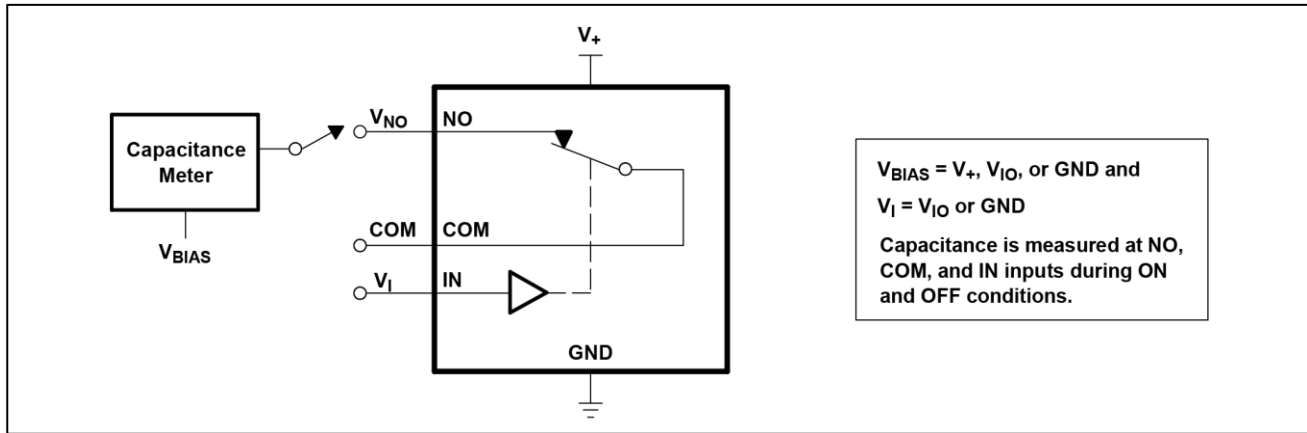 V+
VNO
NO
Capacitance
Meter
VBIAS
COM
COM
VI
IN
GND
VBIAS = V+, VIO, or GND and
VI = VIO or GND
Capacitance is measured at NO,
COM, and IN inputs during ON
and OFF conditions.